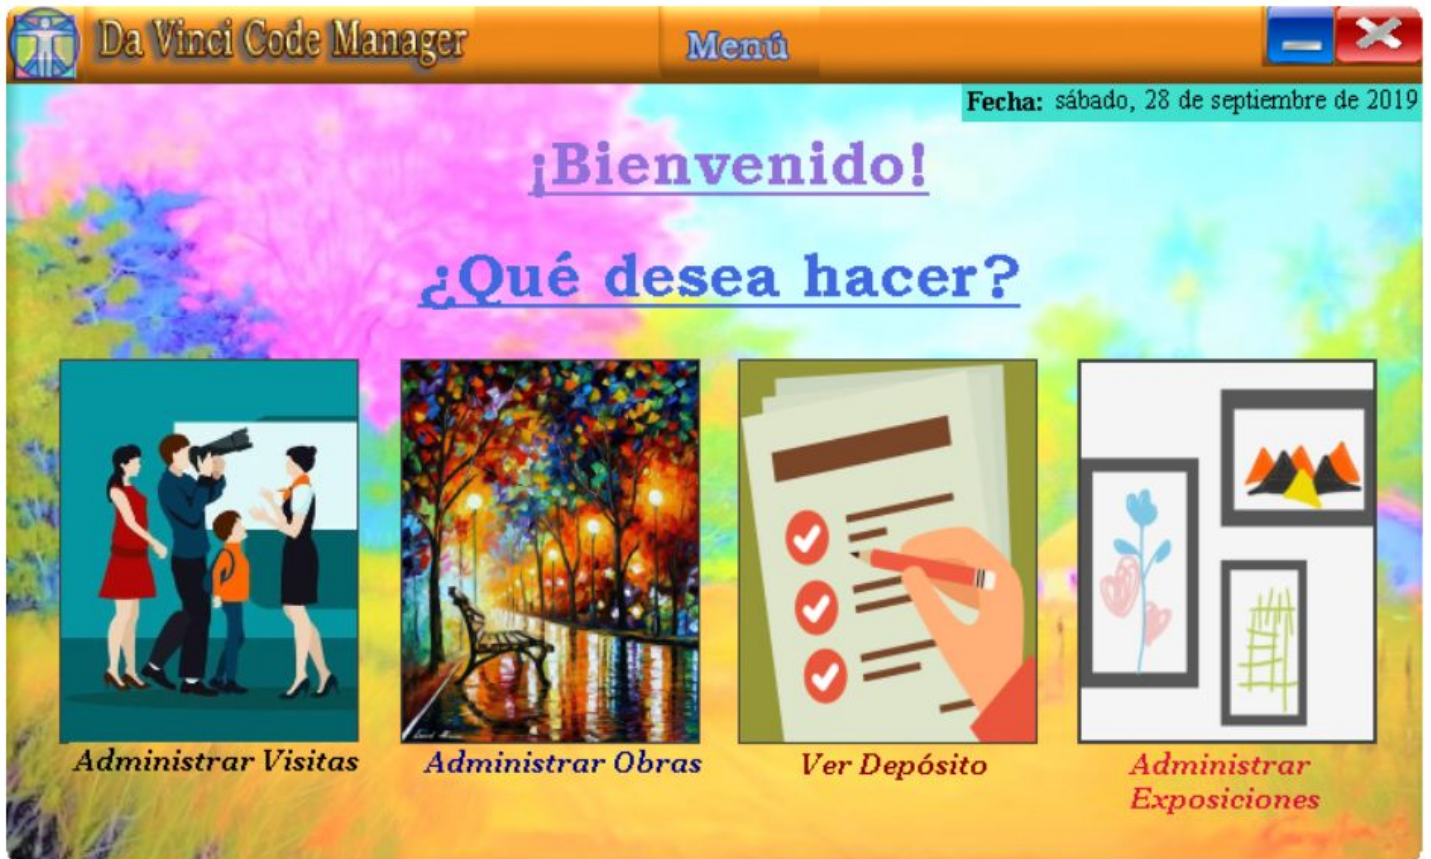 Da Vinci Code Manager
Menú
Fecha: sábado, 28 de septiembre de 2019
¡Bienvenido!
¿Qué desea hacer?
Administrar Visitas
Administrar Obras
Ver Depósito
Administrar
Exposiciones